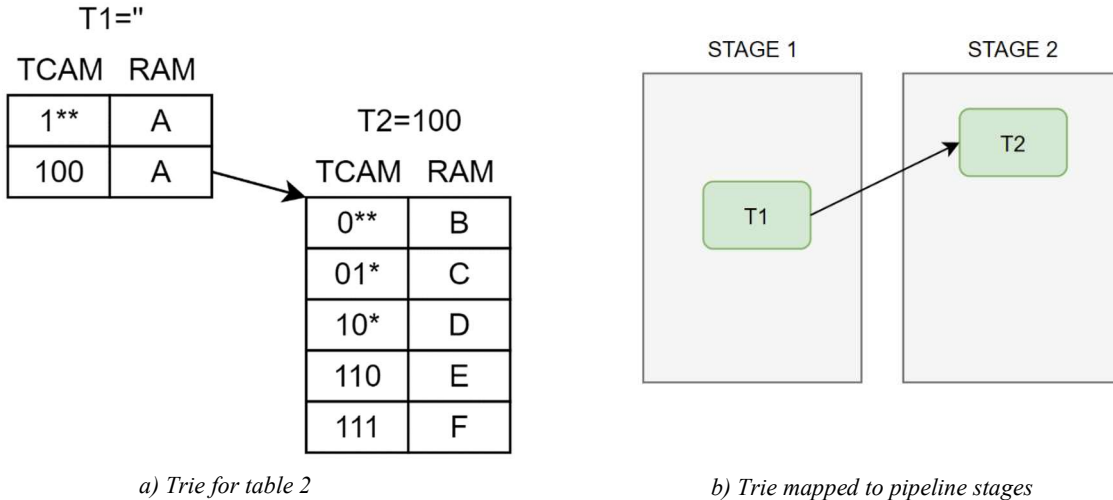 T1=''
TCAM RAM
1** A
100 A
T2=100
TCAM RAM
0** B
01* C
10* D
110 E
111 F
a) Trie for table 2
STAGE 1 STAGE 2
T1
T2
b) Trie mapped to pipeline stages